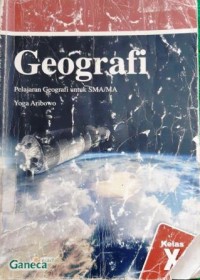 Geografi
Pelajaran Geografi untuk SMA/MA
Yoga Aribowo
Kelas
X
Ganeca